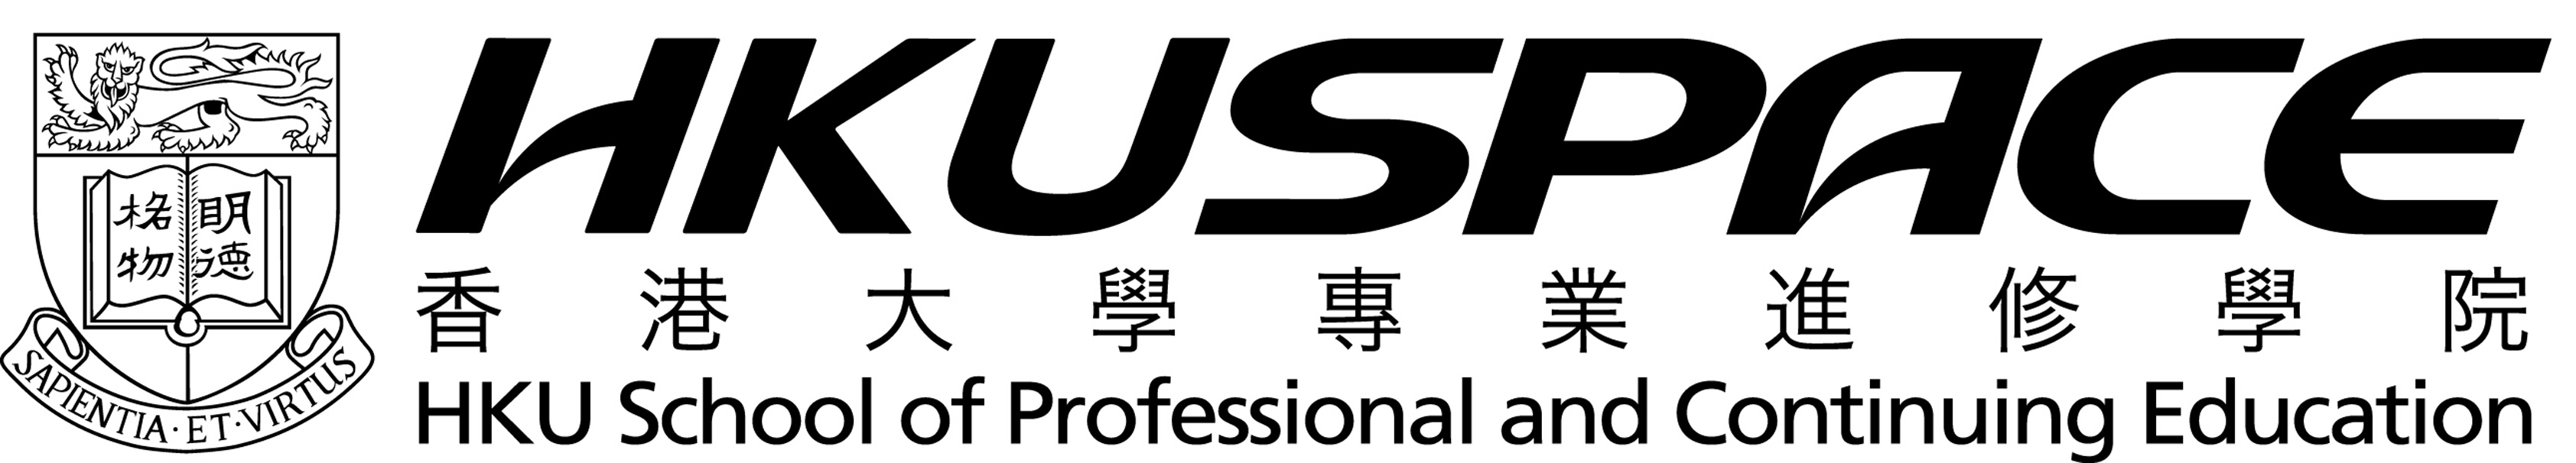 HKUSPACE
香港大學專業進修學院
HKU School of Professional and Continuing Education
明德
格物
SAPIENTIA·ET·VIRTUS